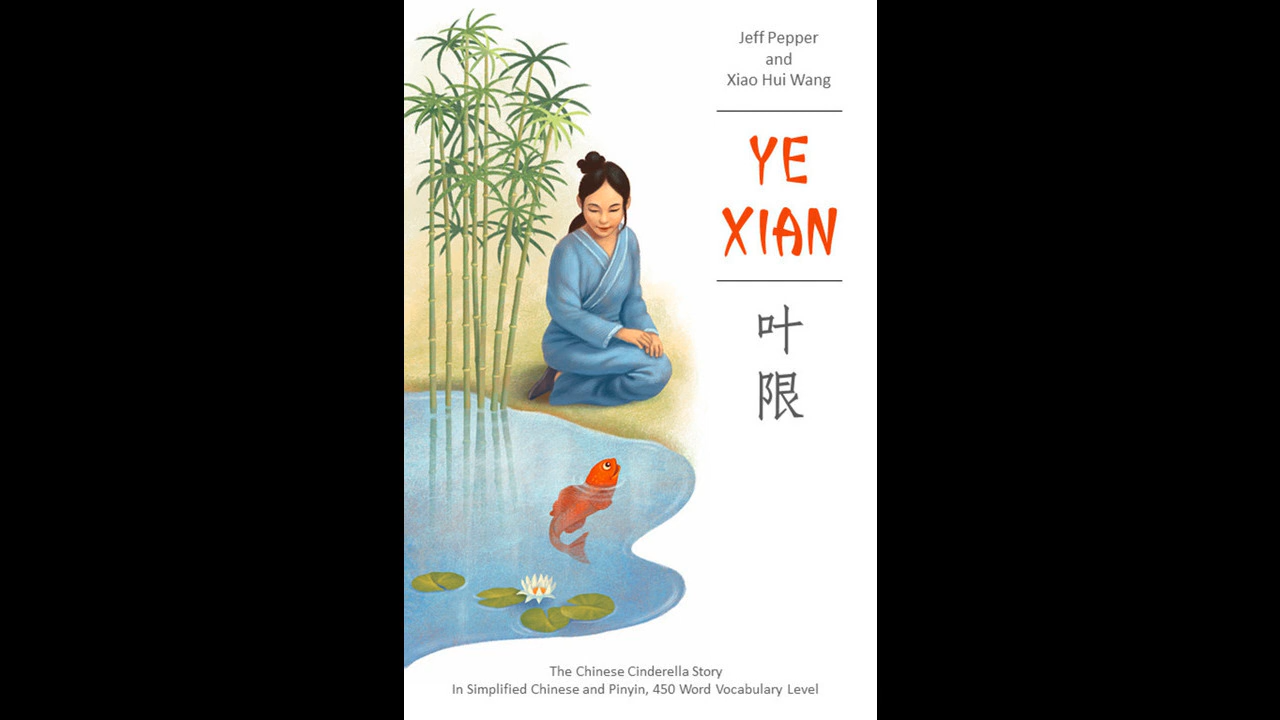 Jeff Pepper
and
Xiao Hui Wang
YE
XIAN
叶
限
The Chinese Cinderella Story
In Simplified Chinese and Pinyin, 450 Word Vocabulary Level